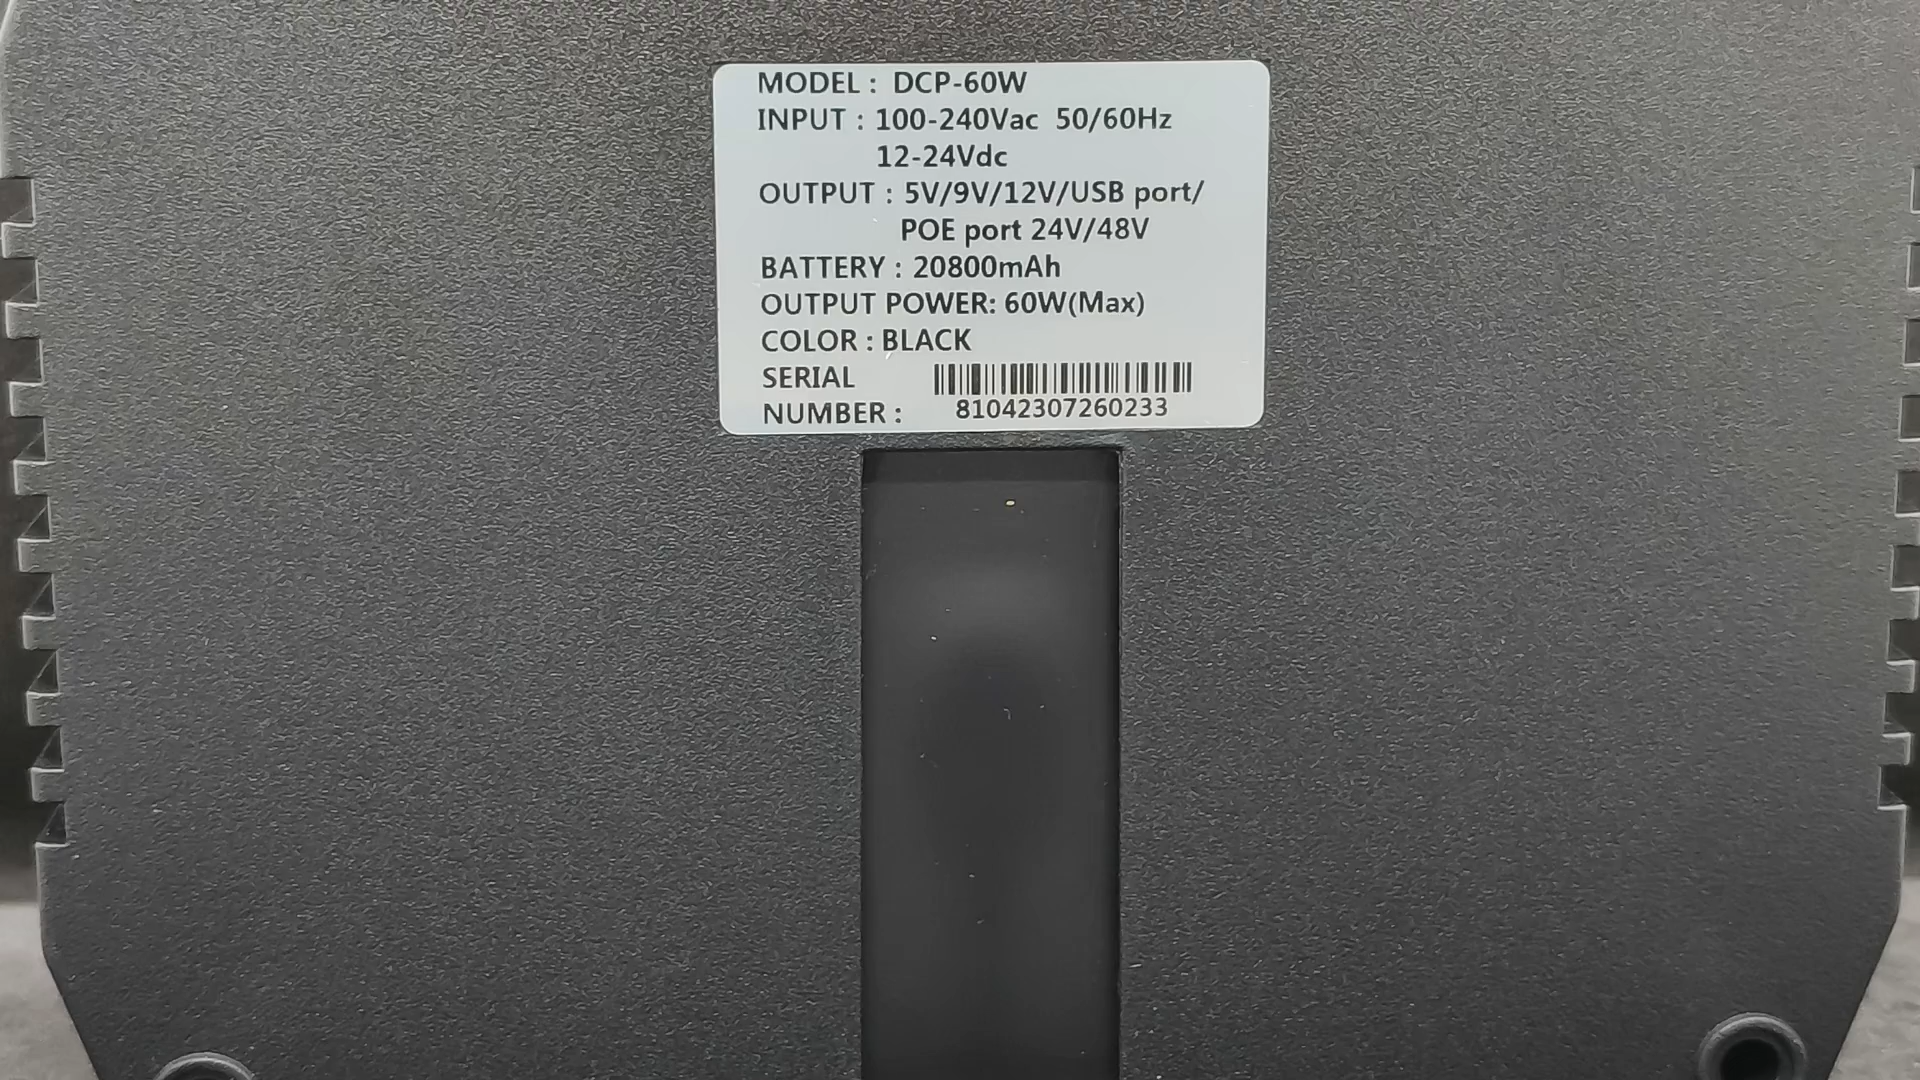 MODEL : DCP-60W
INPUT : 100-240Vac 50/60Hz
12-24Vdc
OUTPUT : 5V/9V/12V/USB port/
POE port 24V/48V
BATTERY : 20800mAh
OUTPUT POWER: 60W(Max)
COLOR : BLACK
SERIAL
NUMBER : 81042307260233